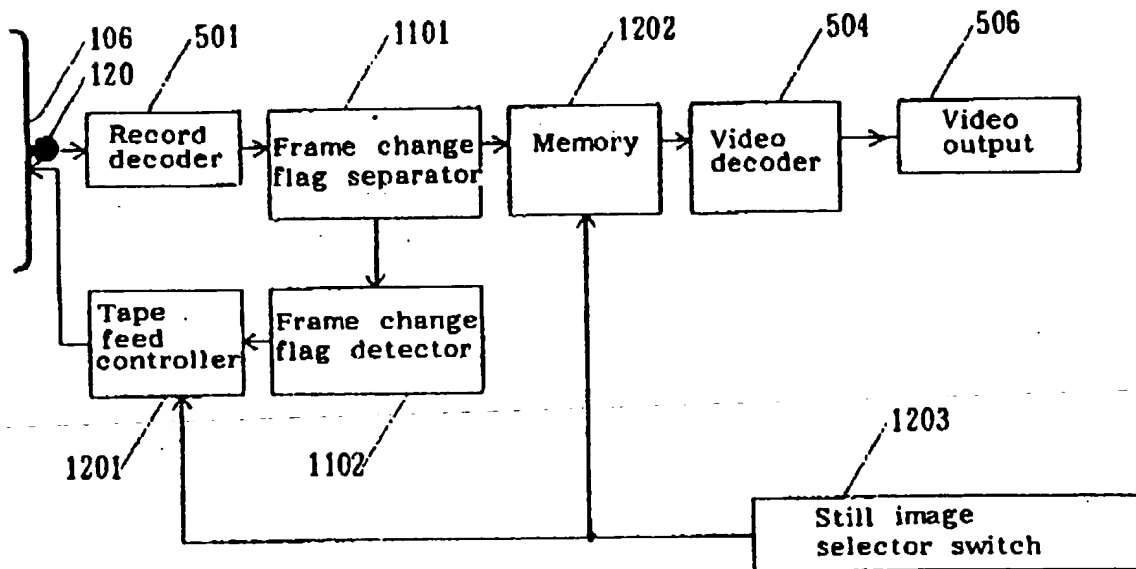 106
501
1101
1202
504
506
120
Record
decoder
Frame change
flag separator
Memory
Video
decoder
Video
output
Tape
feed
controller
Frame change
flag detector
1201
1102
1203
Still image
selector switch